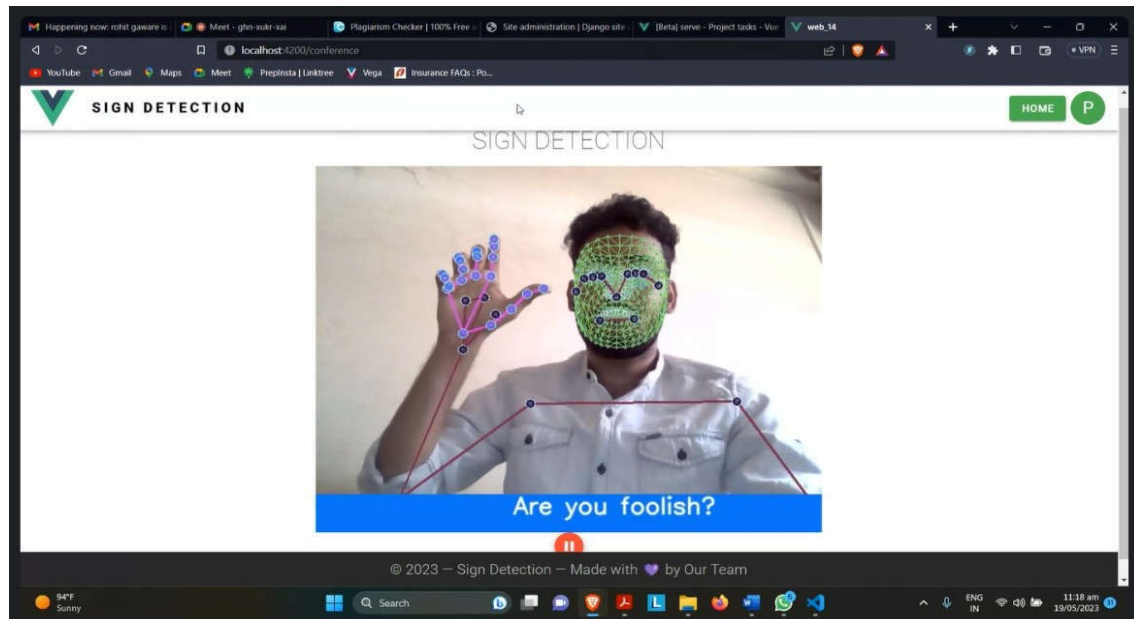 Happening now: rohit gaware is
Meet - ghn-xukr-xai
Plagiarism Checker | 100% Free
Site administration | Django site
[Beta] serve - Project tasks - Vue
web_14
localhost:4200/conference
VPN
YouTube
Gmail
Maps
Meet
PrepInsta | Linktree
Vega
Insurance FAQs : Po...
SIGN DETECTION
HOME
P
SIGN DETECTION
Are you foolish?
© 2023 — Sign Detection — Made with 💜 by Our Team
94°F
Sunny
Search
ENG
IN
11:18 am
19/05/2023